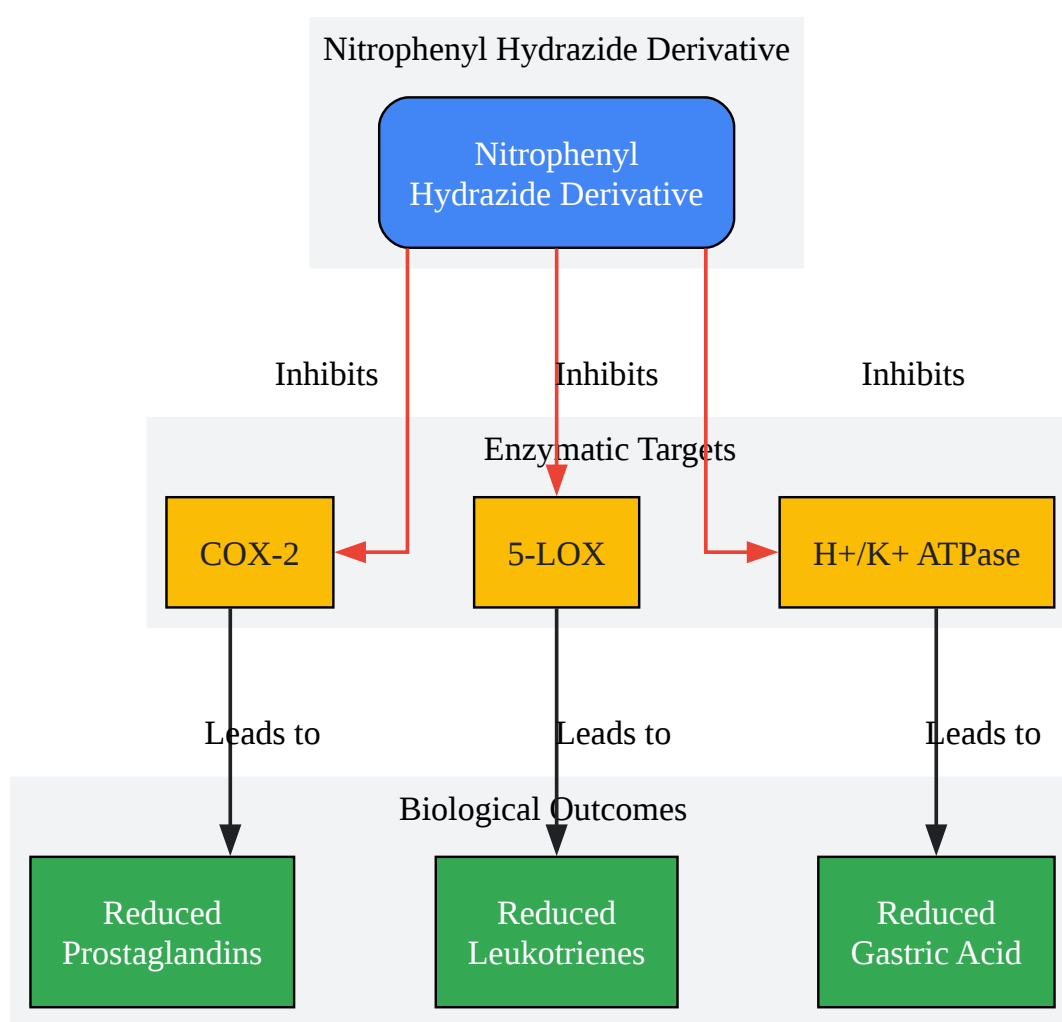 Nitrophenyl Hydrazide Derivative
Nitrophenyl
Hydrazide Derivative
Inhibits
Inhibits
Inhibits
Enzymatic Targets
COX-2
5-LOX
H+/K+ ATPase
Leads to
Leads to
Leads to
Biological Outcomes
Reduced
Prostaglandins
Reduced
Leukotrienes
Reduced
Gastric Acid